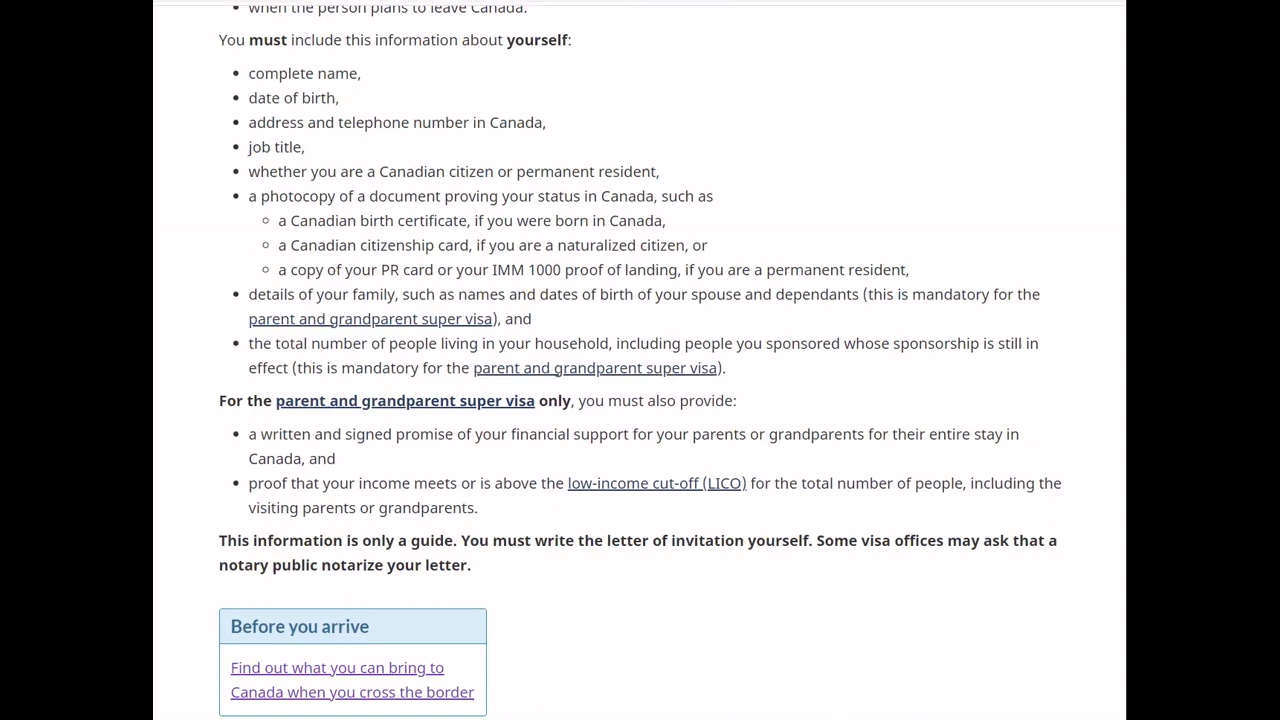 when the person plans to leave Canada.
You must include this information about yourself:
complete name,
date of birth,
address and telephone number in Canada,
job title,
whether you are a Canadian citizen or permanent resident,
a photocopy of a document proving your status in Canada, such as
a Canadian birth certificate, if you were born in Canada,
a Canadian citizenship card, if you are a naturalized citizen, or
a copy of your PR card or your IMM 1000 proof of landing, if you are a permanent resident,
details of your family, such as names and dates of birth of your spouse and dependants (this is mandatory for the
parent and grandparent super visa), and
the total number of people living in your household, including people you sponsored whose sponsorship is still in
effect (this is mandatory for the parent and grandparent super visa).
For the parent and grandparent super visa only, you must also provide:
a written and signed promise of your financial support for your parents or grandparents for their entire stay in
Canada, and
proof that your income meets or is above the low-income cut-off (LICO) for the total number of people, including the
visiting parents or grandparents.
This information is only a guide. You must write the letter of invitation yourself. Some visa offices may ask that a
notary public notarize your letter.
Before you arrive
Find out what you can bring to
Canada when you cross the border